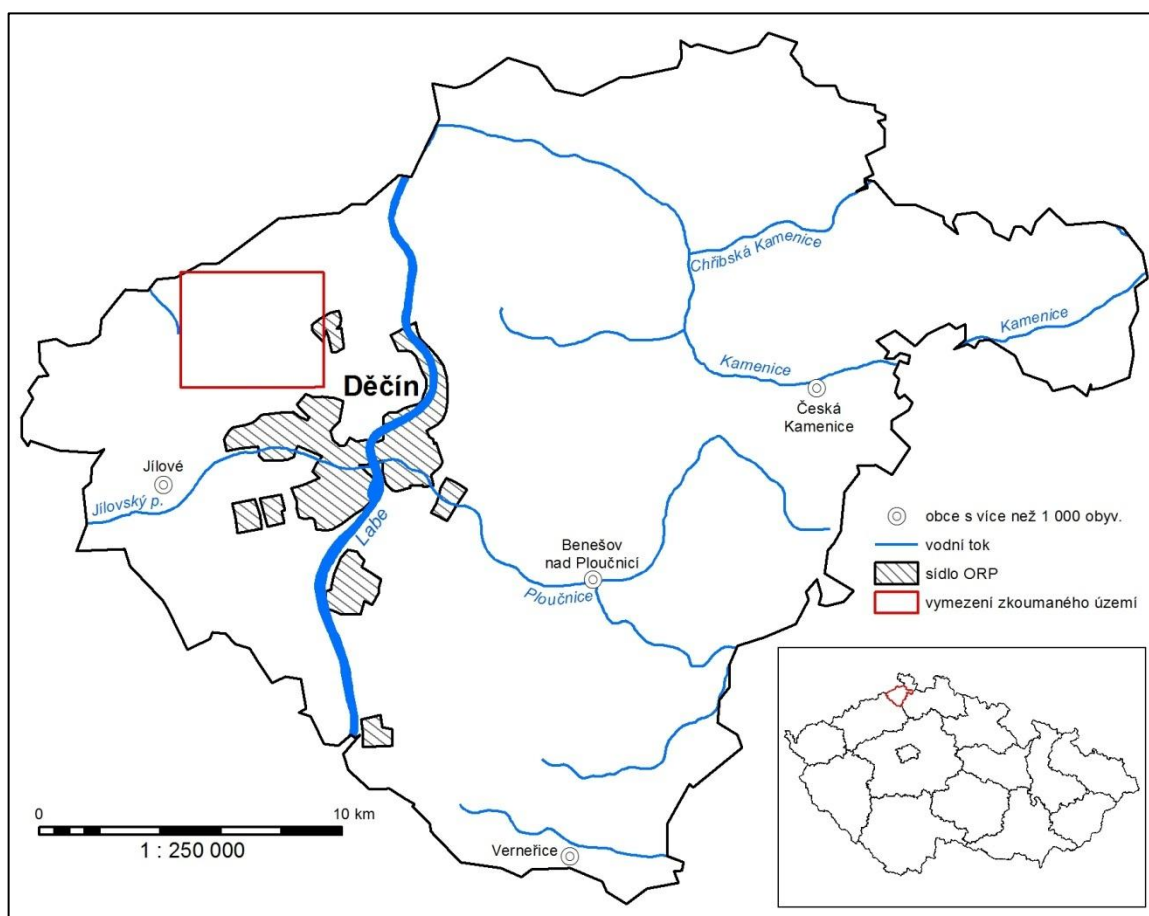 Chřibská Kamenice
Kamenice
Kamenice
Děčín
Česká
Kamenice
Jílové
Jílovský p.
Labe
Benešov
nad Ploučnicí
Ploučnice
obce s více než 1 000 obyv.
vodní tok
sídlo ORP
vymezení zkoumaného území
0 10 km
1 : 250 000
Verneřice